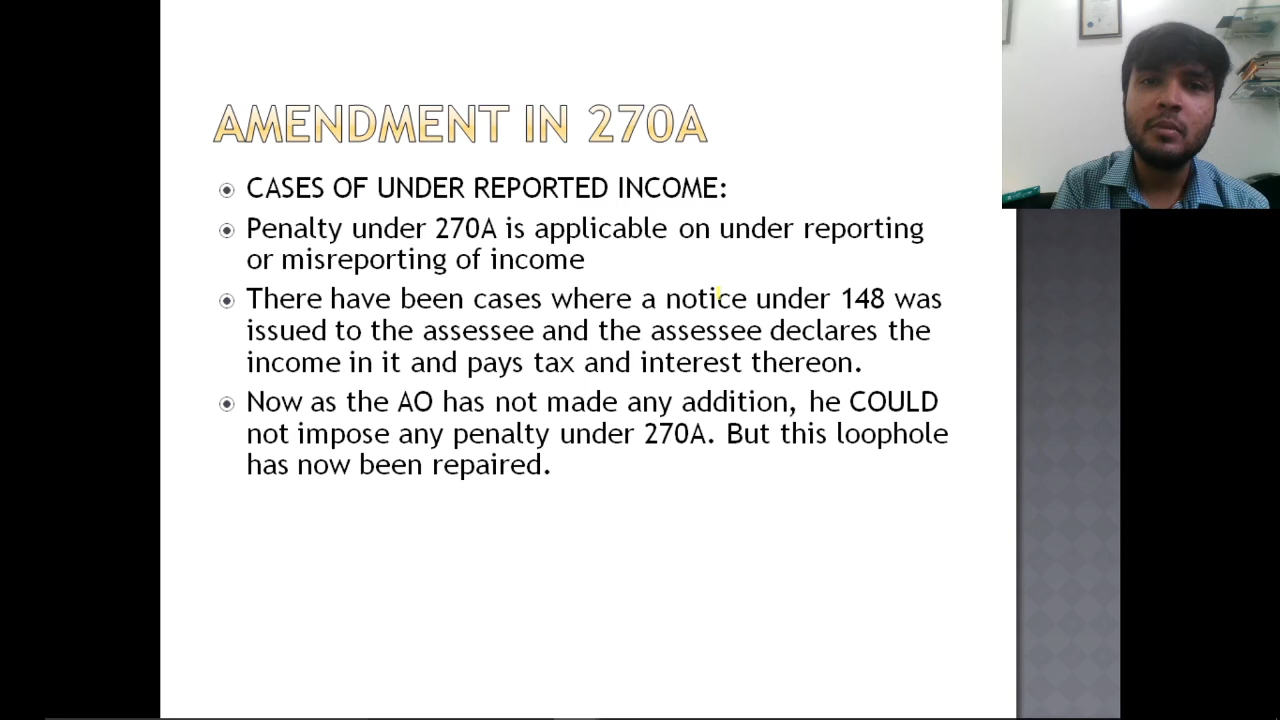 AMENDMENT IN 270A
CASES OF UNDER REPORTED INCOME:
Penalty under 270A is applicable on under reporting
or misreporting of income
There have been cases where a notice under 148 was
issued to the assessee and the assessee declares the
income in it and pays tax and interest thereon.
Now as the AO has not made any addition, he COULD
not impose any penalty under 270A. But this loophole
has now been repaired.